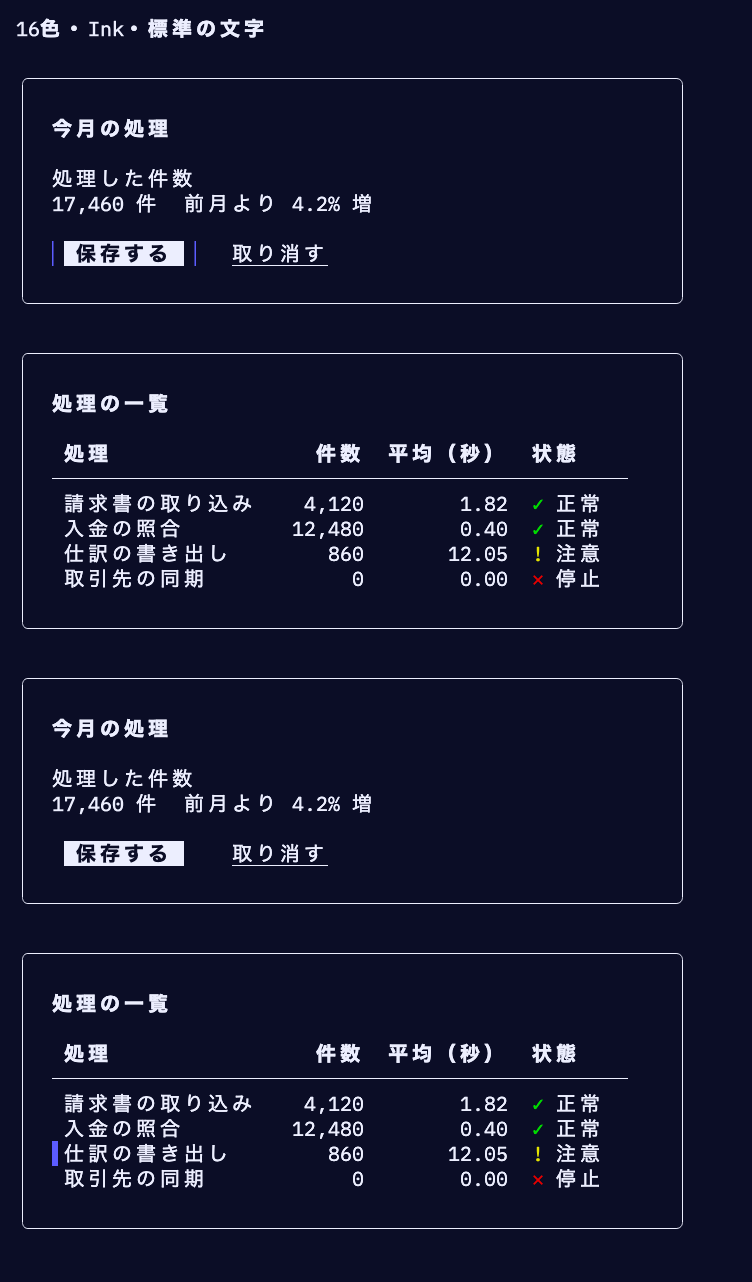 16色・Ink・標準の文字
今月の処理
処理した件数
17,460 件 前月より 4.2% 増
保存する 取り消す
処理の一覧
処理 件数 平均（秒） 状態
請求書の取り込み 4,120 1.82 ✓ 正常
入金の照合 12,480 0.40 ✓ 正常
仕訳の書き出し 860 12.05 ! 注意
取引先の同期 0 0.00 ✕ 停止
今月の処理
処理した件数
17,460 件 前月より 4.2% 増
保存する 取り消す
処理の一覧
処理 件数 平均（秒） 状態
請求書の取り込み 4,120 1.82 ✓ 正常
入金の照合 12,480 0.40 ✓ 正常
仕訳の書き出し 860 12.05 ! 注意
取引先の同期 0 0.00 ✕ 停止